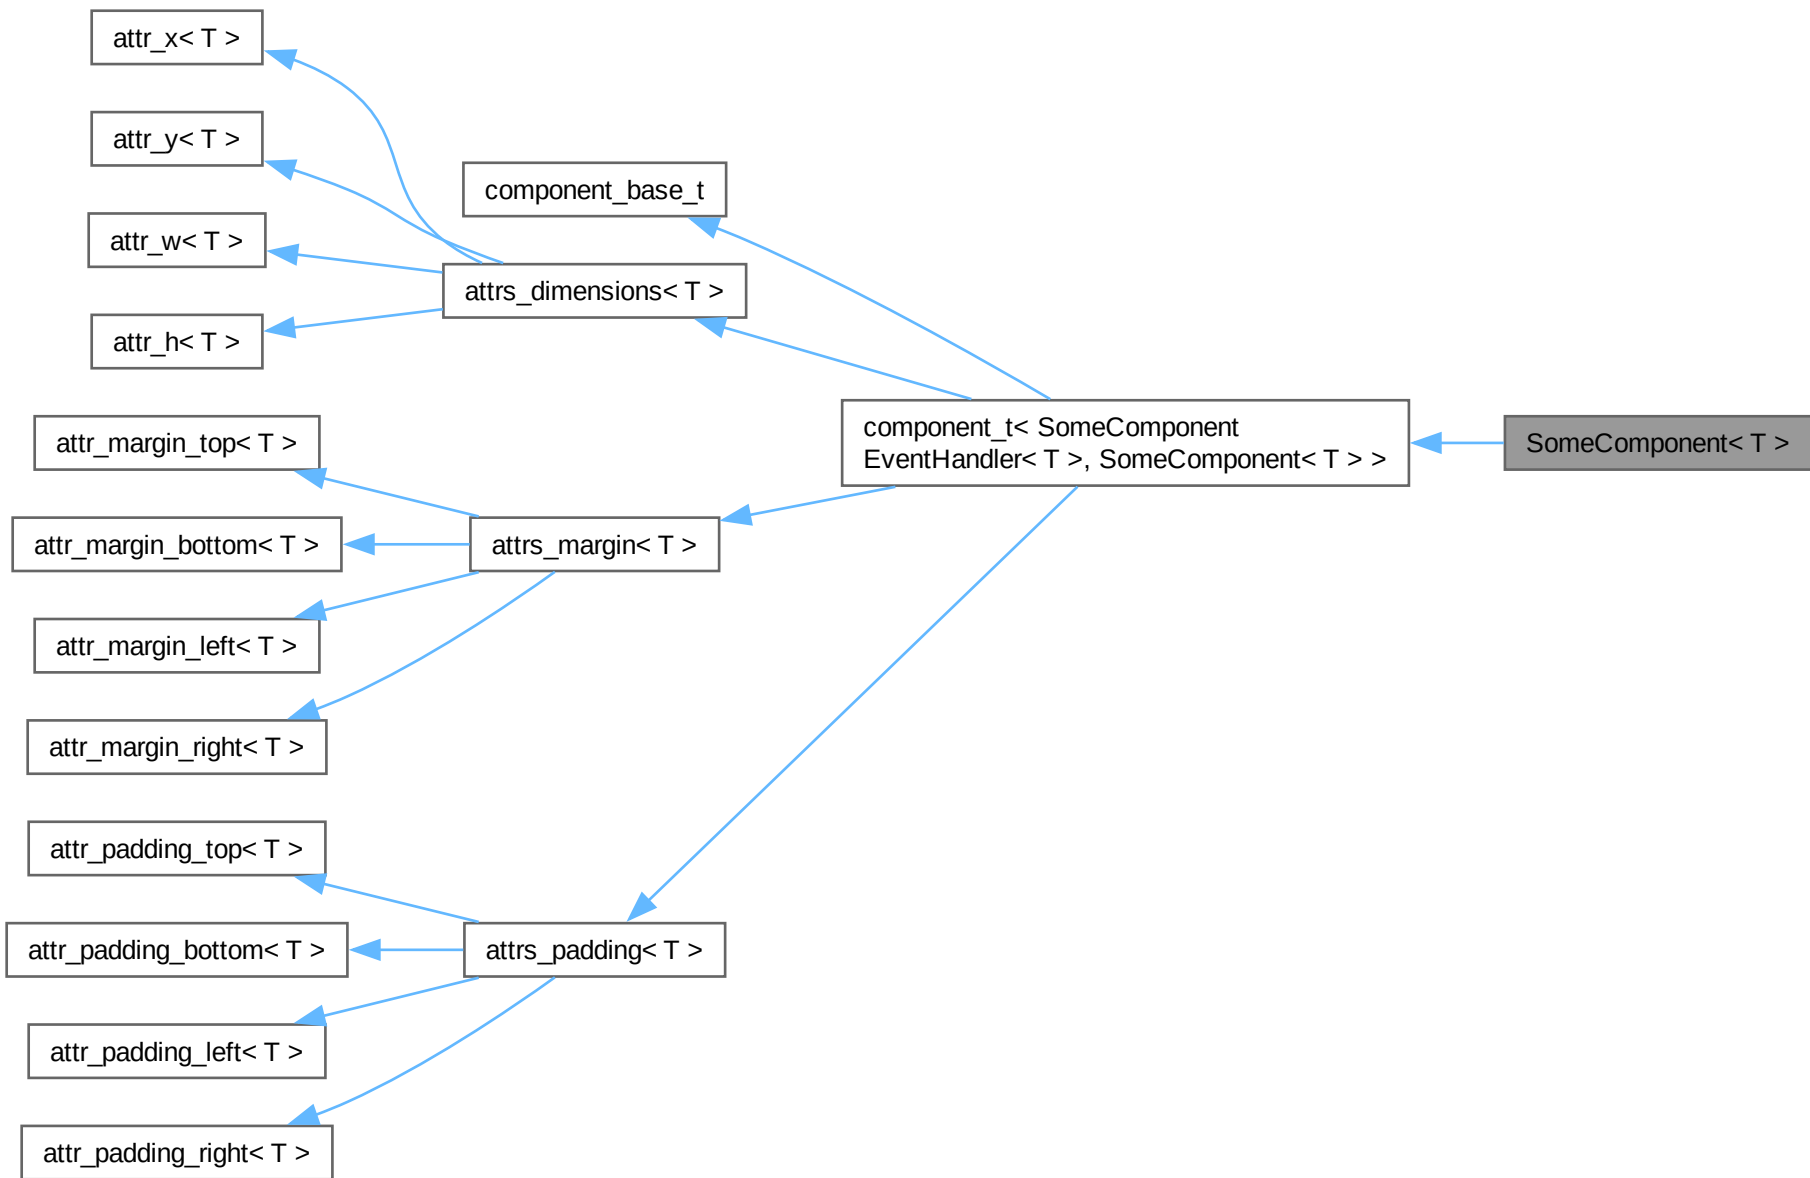 attr_x< T >
attr_y< T >
attr_w< T >
attr_h< T >
attr_margin_top< T >
attr_margin_bottom< T >
attr_margin_left< T >
attr_margin_right< T >
attr_padding_top< T >
attr_padding_bottom< T >
attr_padding_left< T >
attr_padding_right< T >
component_base_t
attrs_dimensions< T >
attrs_margin< T >
attrs_padding< T >
component_t< SomeComponent
EventHandler< T >, SomeComponent< T > >
SomeComponent< T >